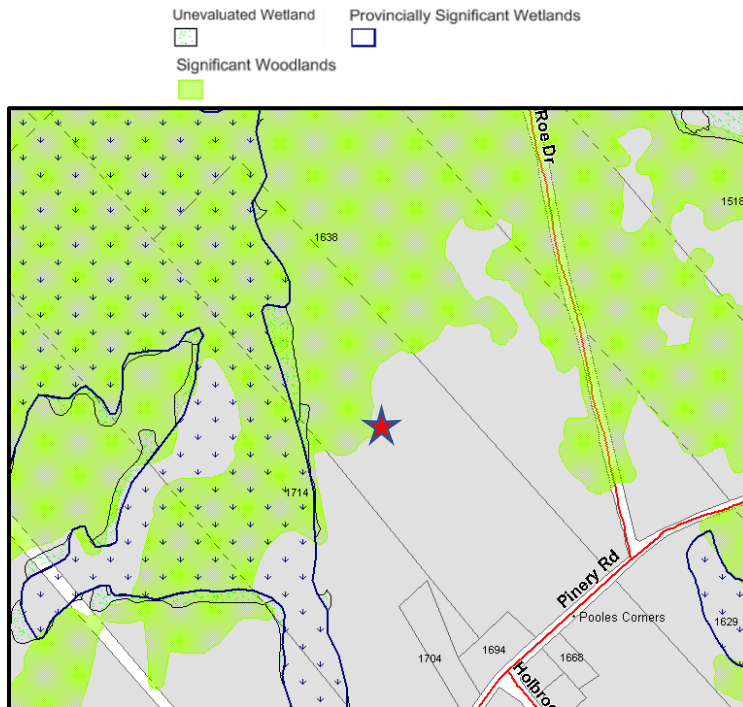 Unevaluated Wetland
Provincially Significant Wetlands
Significant Woodlands
Roe Dr
1518
1638
1714
Pinery Rd
Pooles Corners
1629
1694
1668
1704
Holbroo